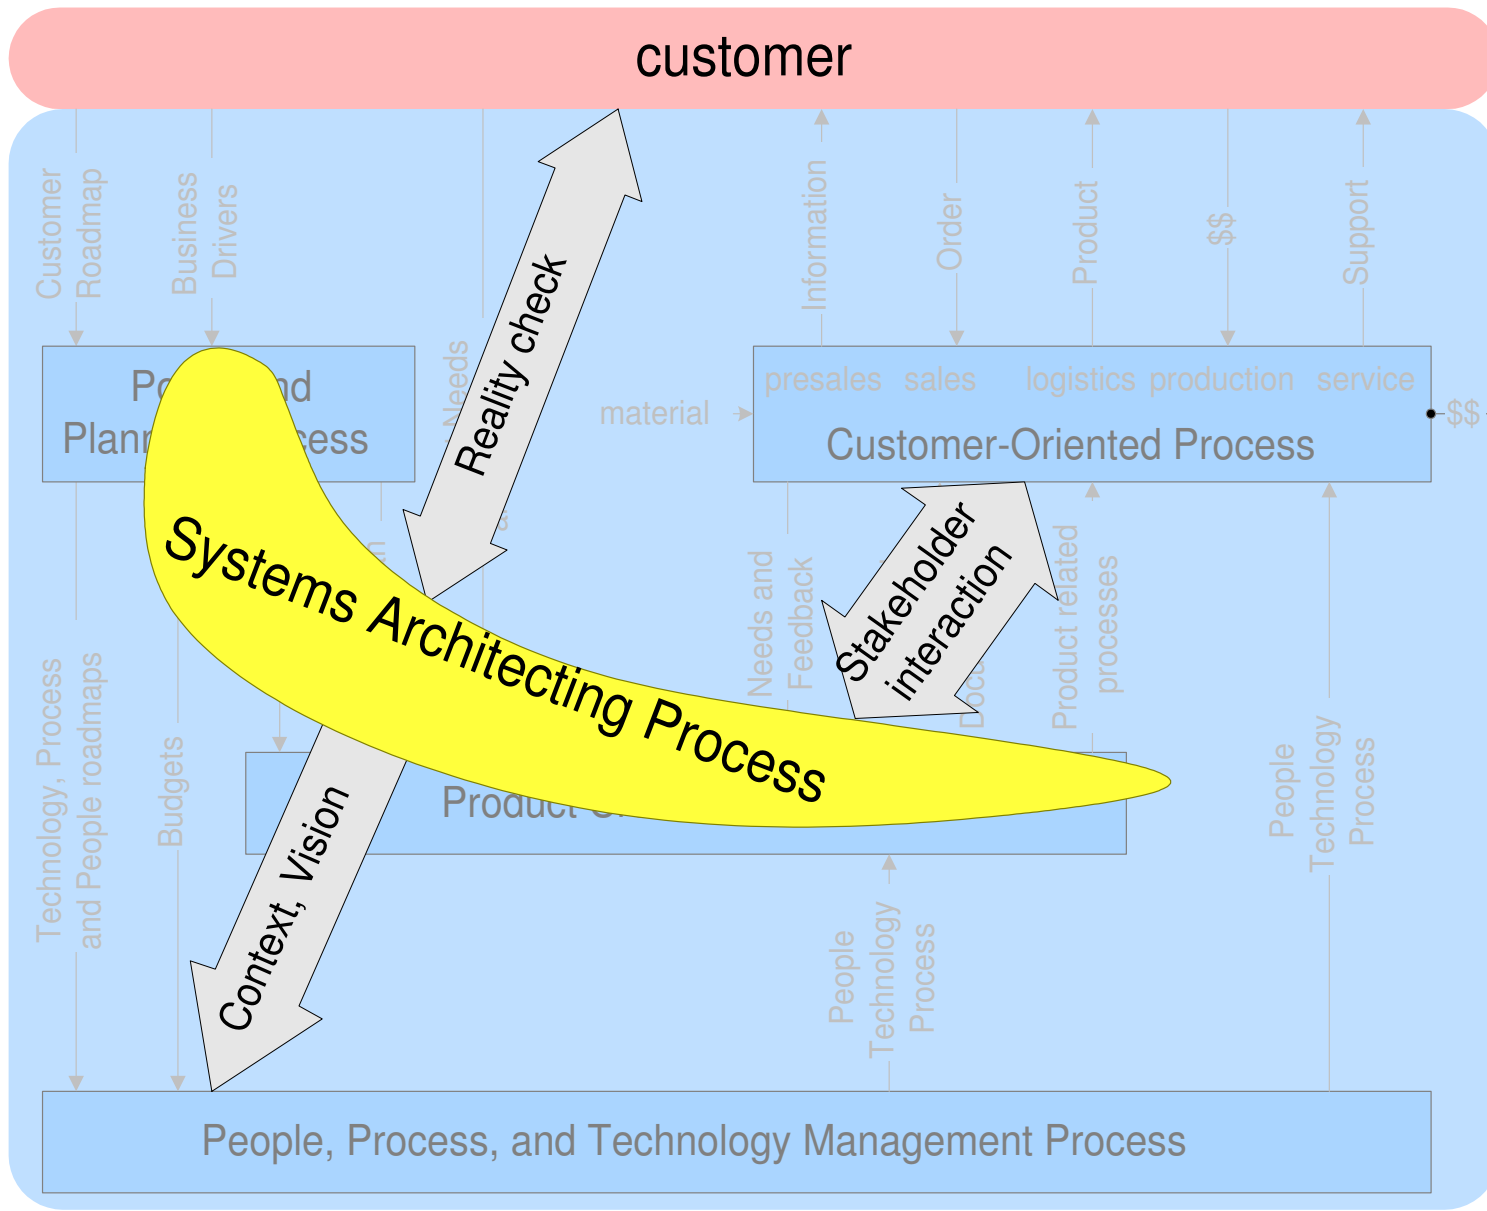 customer
Customer
Roadmap
Business
Drivers
Needs
Information
Order
Product
$$
Support
Reality check
presales sales logistics production service
material
Customer-Oriented Process
$$
Systems Architecting Process
Stakeholder
interaction
Needs and
Feedback
Product related
processes
Technology, Process
and People roadmaps
Budgets
People
Technology
Process
Product
Context, Vision
People
Technology
Process
People, Process, and Technology Management Process